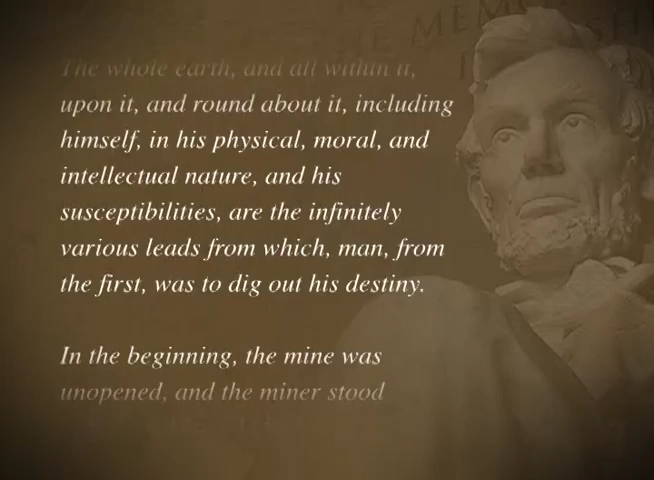 THE MEMORY
The whole earth, and all within it,
upon it, and round about it, including
himself, in his physical, moral, and
intellectual nature, and his
susceptibilities, are the infinitely
various leads from which, man, from
the first, was to dig out his destiny.
In the beginning, the mine was
unopened, and the miner stood